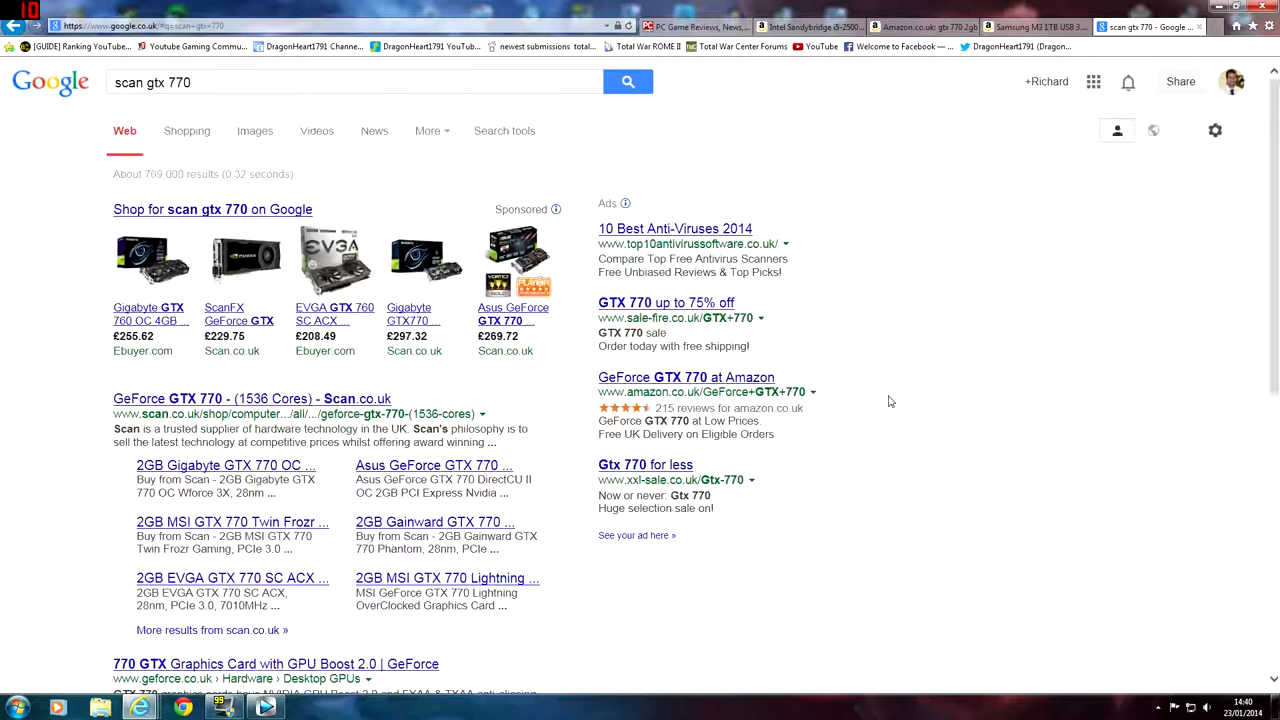 10
https://www.google.co.uk/#q=scan+gtx+770
PC Game Reviews, News,...
Intel Sandybridge i5-2500...
Amazon.co.uk: gtx 770 2gb
Samsung M3 1TB USB 3...
scan gtx 770 - Google ...
[GUIDE] Ranking YouTube...
Youtube Gaming Commu...
DragonHeart1791 Channe...
DragonHeart1791 YouTub...
newest submissions total...
Total War ROME II
Total War Center Forums
YouTube
Welcome to Facebook — ...
DragonHeart1791 (Dragon...
Google
scan gtx 770
+Richard
Share
Web
Shopping
Images
Videos
News
More
Search tools
About 769,000 results (0.32 seconds)
Shop for scan gtx 770 on Google
Sponsored
EVGA
Gigabyte GTX
760 OC 4GB ...
£255.62
Ebuyer.com
ScanFX
GeForce GTX
£229.75
Scan.co.uk
EVGA GTX 760
SC ACX ...
£208.49
Ebuyer.com
Gigabyte
GTX770 ...
£297.32
Scan.co.uk
Asus GeForce
GTX 770 ...
£269.72
Scan.co.uk
GeForce GTX 770 - (1536 Cores) - Scan.co.uk
www.scan.co.uk/shop/computer.../all/.../geforce-gtx-770-(1536-cores)
Scan is a trusted supplier of hardware technology in the UK. Scan's philosophy is to
sell the latest technology at competitive prices whilst offering award winning ...
2GB Gigabyte GTX 770 OC ...
Buy from Scan - 2GB Gigabyte GTX
770 OC Wforce 3X, 28nm ...
Asus GeForce GTX 770 ...
Asus GeForce GTX 770 DirectCU II
OC 2GB PCI Express Nvidia ...
2GB MSI GTX 770 Twin Frozr ...
Buy from Scan - 2GB MSI GTX 770
Twin Frozr Gaming, PCIe 3.0 ...
2GB Gainward GTX 770 ...
Buy from Scan - 2GB Gainward GTX
770 Phantom, 28nm, PCIe ...
2GB EVGA GTX 770 SC ACX ...
2GB EVGA GTX 770 SC ACX,
28nm, PCIe 3.0, 7010MHz ...
2GB MSI GTX 770 Lightning ...
MSI GeForce GTX 770 Lightning
OverClocked Graphics Card ...
More results from scan.co.uk »
770 GTX Graphics Card with GPU Boost 2.0 | GeForce
www.geforce.co.uk › Hardware › Desktop GPUs
GTX 770 graphics cards have NVIDIA GPU Boost 2.0 and FXAA & TXAA anti-aliasing
Ads
10 Best Anti-Viruses 2014
www.top10antivirussoftware.co.uk/
Compare Top Free Antivirus Scanners
Free Unbiased Reviews & Top Picks!
GTX 770 up to 75% off
www.sale-fire.co.uk/GTX+770
GTX 770 sale
Order today with free shipping!
GeForce GTX 770 at Amazon
www.amazon.co.uk/GeForce+GTX+770
215 reviews for amazon.co.uk
GeForce GTX 770 at Low Prices.
Free UK Delivery on Eligible Orders
Gtx 770 for less
www.xxl-sale.co.uk/Gtx-770
Now or never: Gtx 770
Huge selection sale on!
See your ad here »
99
14:40
23/01/2014